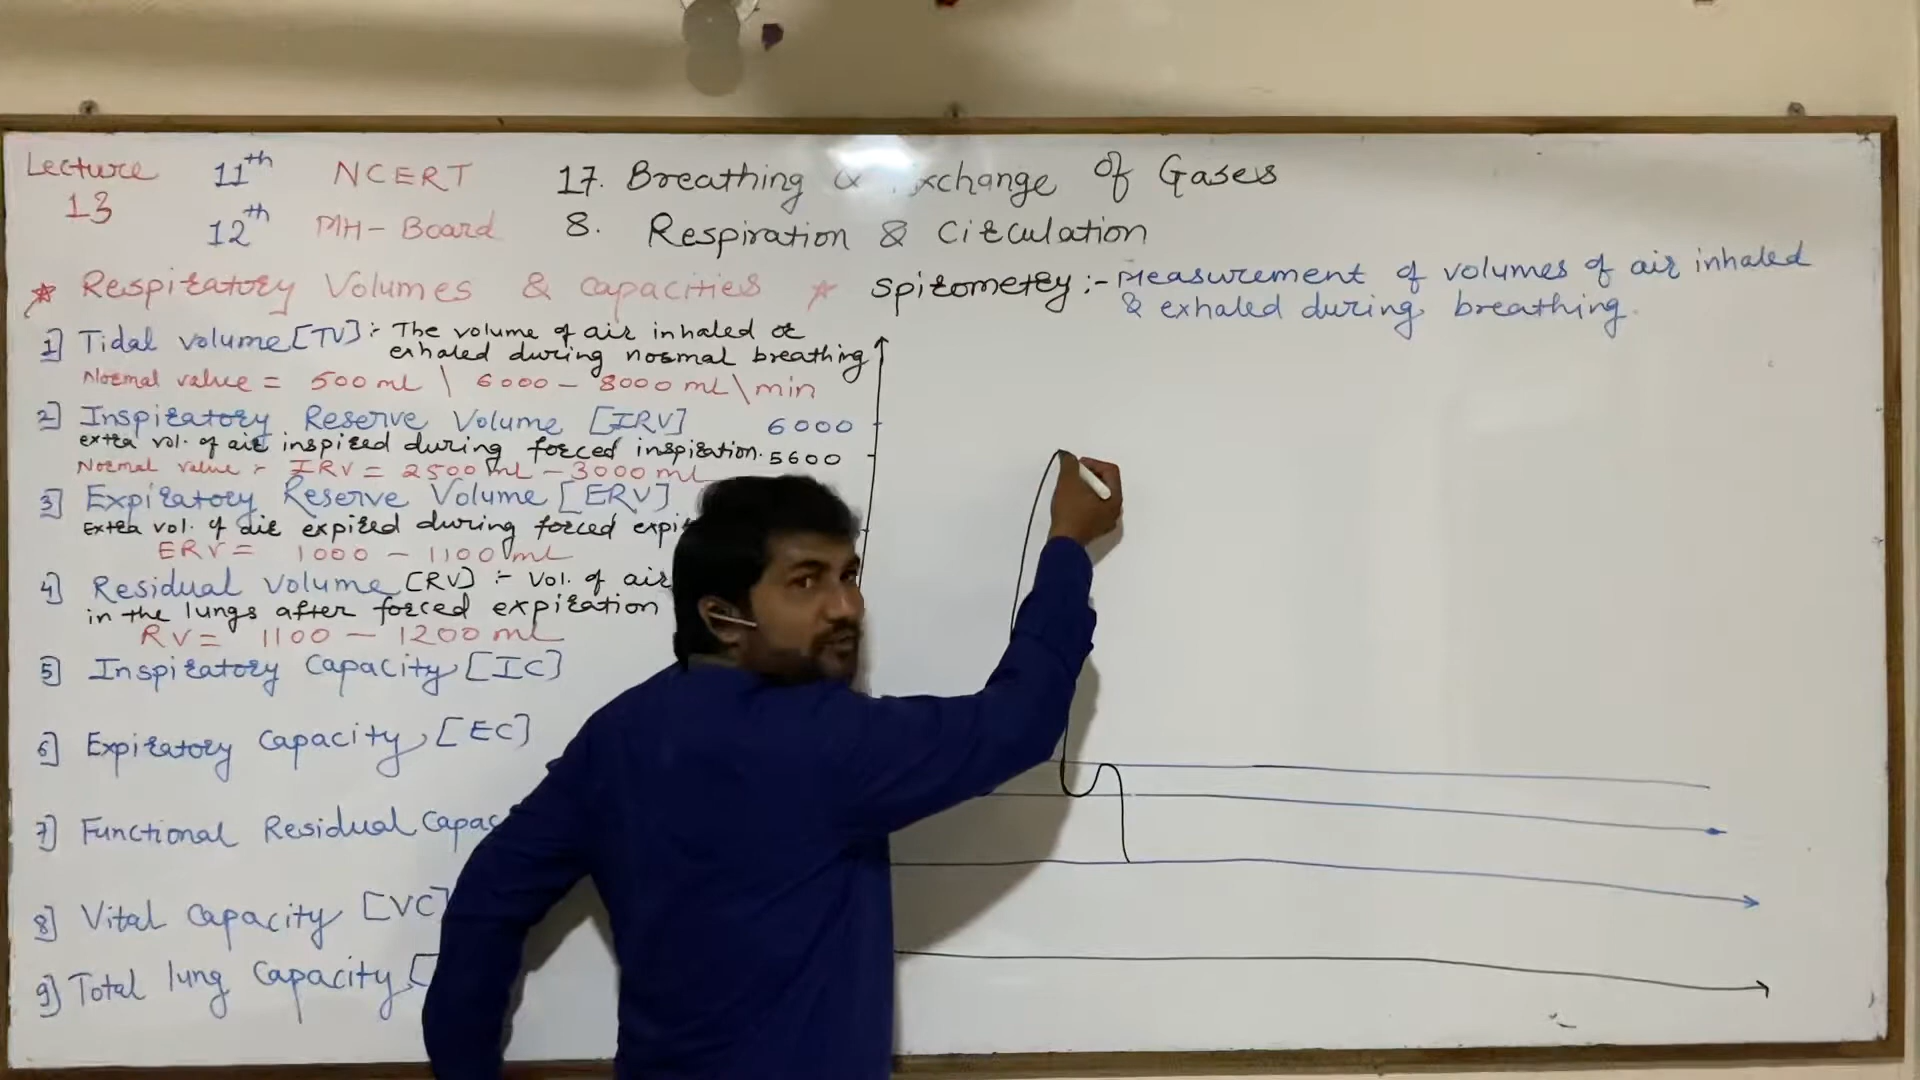 Lecture 11th NCERT 17. Breathing & xchange of Gases
13 12th MH-Board 8. Respiration & Circulation
* Respiratory Volumes & capacities * Spirometry :- Measurement of volumes of air inhaled
& exhaled during breathing.
1] Tidal volume [TV] :- The volume of air inhaled or
exhaled during normal breathing
Normal value = 500 mL \ 6000 - 8000 mL\min
2] Inspiratory Reserve Volume [IRV]
extra vol. of air inspired during forced inspiration.
Normal value :- IRV = 2500 mL - 3000 mL
3] Expiratory Reserve Volume [ERV]
Extra vol. of air expired during forced
ERV = 1000 - 1100 mL
4] Residual Volume [RV] :- Vol. of air
in the lungs after forced expiration
RV = 1100 - 1200 mL
5] Inspiratory Capacity [IC]
6] Expiratory Capacity [EC]
7] Functional Residual
8] Vital Capacity [VC]
9] Total lung Capacity [
6000
5600